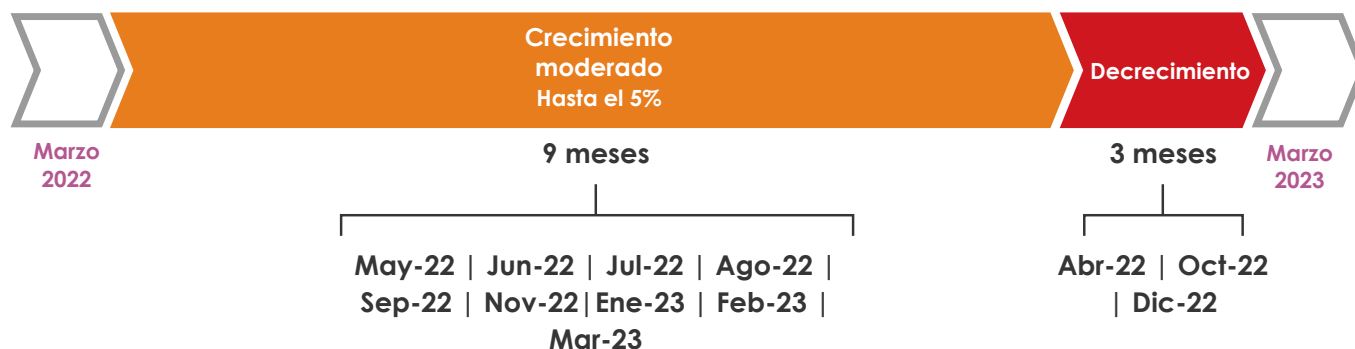 Crecimiento
moderado
Hasta el 5%
Decrecimiento
Marzo
2022
9 meses
3 meses
Marzo
2023
May-22 | Jun-22 | Jul-22 | Ago-22 |
Sep-22 | Nov-22|Ene-23 | Feb-23 |
Mar-23
Abr-22 | Oct-22
| Dic-22